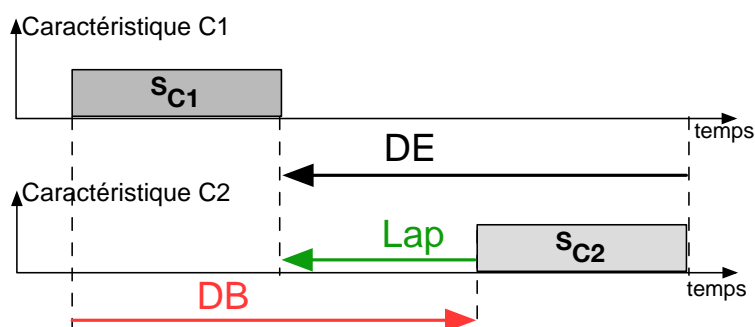 Caractéristique C1
SC1
temps
DE
Caractéristique C2
Lap
SC2
temps
DB